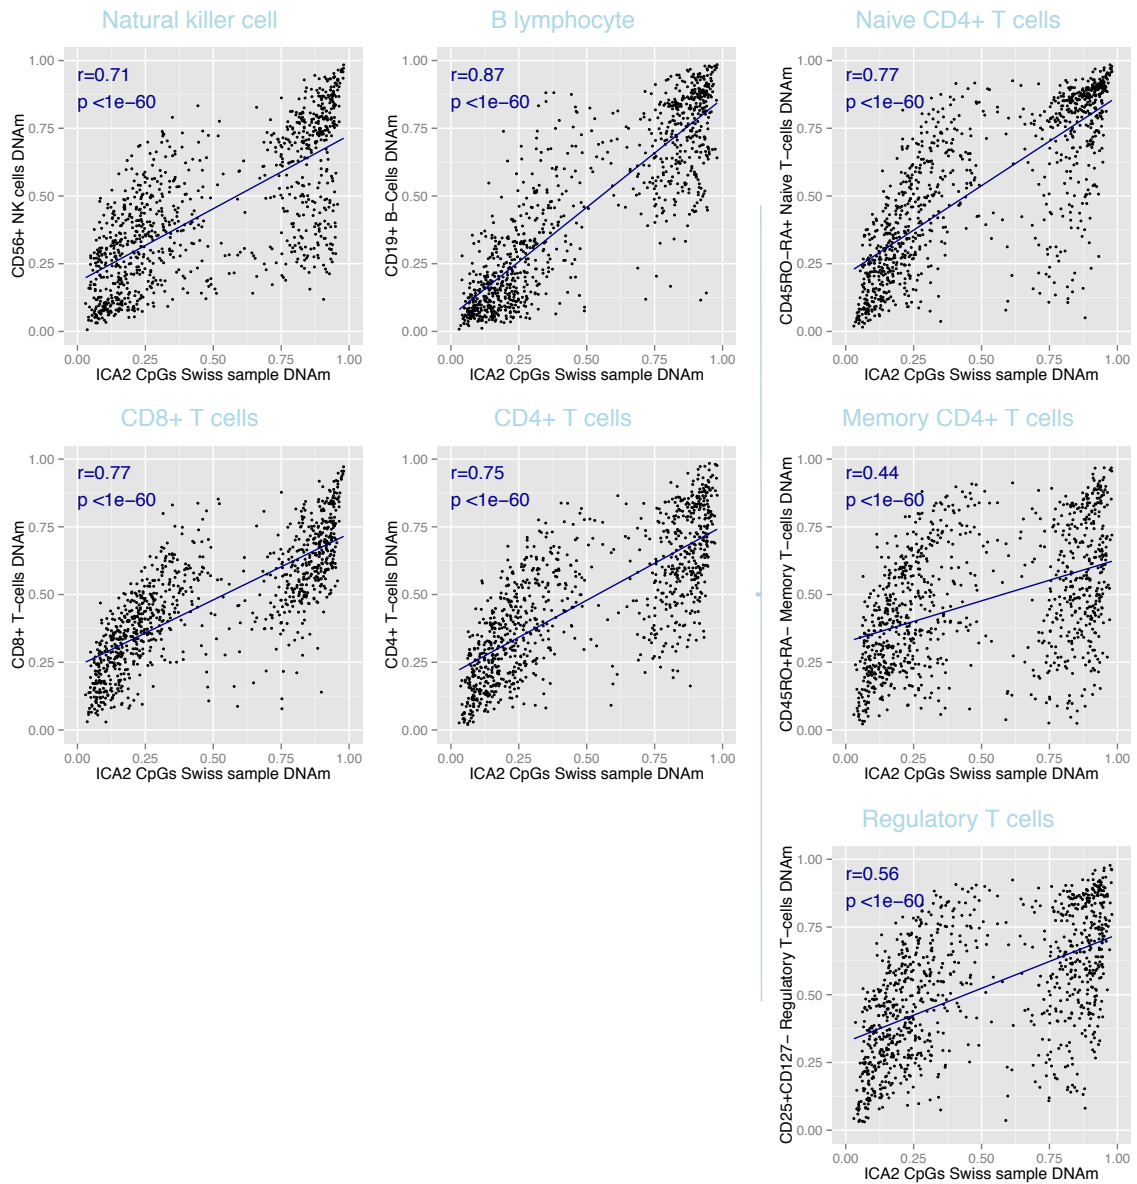 Natural killer cell
r=0.71
p <1e−60
CD56+ NK cells DNAm
1.00
0.75
0.50
0.25
0.00
0.00 0.25 0.50 0.75 1.00
ICA2 CpGs Swiss sample DNAm
B lymphocyte
r=0.87
p <1e−60
CD19+ B−Cells DNAm
1.00
0.75
0.50
0.25
0.00
0.00 0.25 0.50 0.75 1.00
ICA2 CpGs Swiss sample DNAm
Naive CD4+ T cells
r=0.77
p <1e−60
CD45RO−RA+ Naive T−cells DNAm
1.00
0.75
0.50
0.25
0.00
0.00 0.25 0.50 0.75 1.00
ICA2 CpGs Swiss sample DNAm
CD8+ T cells
r=0.77
p <1e−60
CD8+ T−cells DNAm
1.00
0.75
0.50
0.25
0.00
0.00 0.25 0.50 0.75 1.00
ICA2 CpGs Swiss sample DNAm
CD4+ T cells
r=0.75
p <1e−60
CD4+ T−cells DNAm
1.00
0.75
0.50
0.25
0.00
0.00 0.25 0.50 0.75 1.00
ICA2 CpGs Swiss sample DNAm
Memory CD4+ T cells
r=0.44
p <1e−60
CD45RO+RA− Memory T−cells DNAm
1.00
0.75
0.50
0.25
0.00
0.00 0.25 0.50 0.75 1.00
ICA2 CpGs Swiss sample DNAm
Regulatory T cells
r=0.56
p <1e−60
CD25+CD127− Regulatory T−cells DNAm
1.00
0.75
0.50
0.25
0.00
0.00 0.25 0.50 0.75 1.00
ICA2 CpGs Swiss sample DNAm